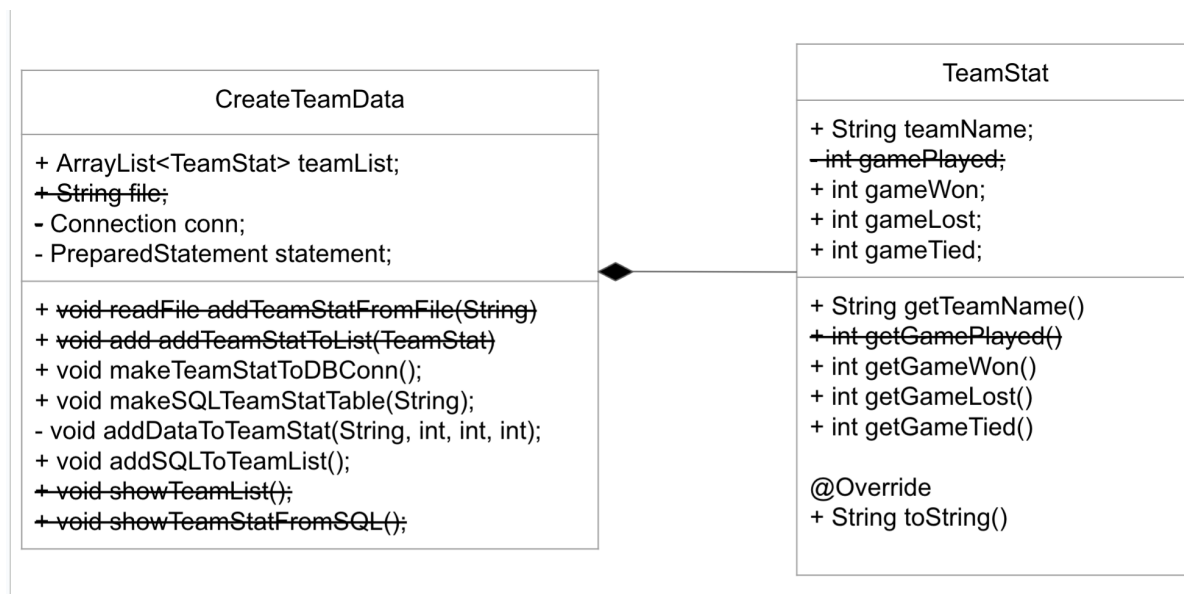 CreateTeamData
+ ArrayList<TeamStat> teamList;
+ String file;
- Connection conn;
- PreparedStatement statement;
+ void readFile addTeamStatFromFile(String)
+ void add addTeamStatToList(TeamStat)
+ void makeTeamStatToDBConn();
+ void makeSQLTeamStatTable(String);
- void addDataToTeamStat(String, int, int, int);
+ void addSQLToTeamList();
+ void showTeamList();
+ void showTeamStatFromSQL();
TeamStat
+ String teamName;
- int gamePlayed;
+ int gameWon;
+ int gameLost;
+ int gameTied;
+ String getTeamName()
+ int getGamePlayed()
+ int getGameWon()
+ int getGameLost()
+ int getGameTied()
@Override
+ String toString()